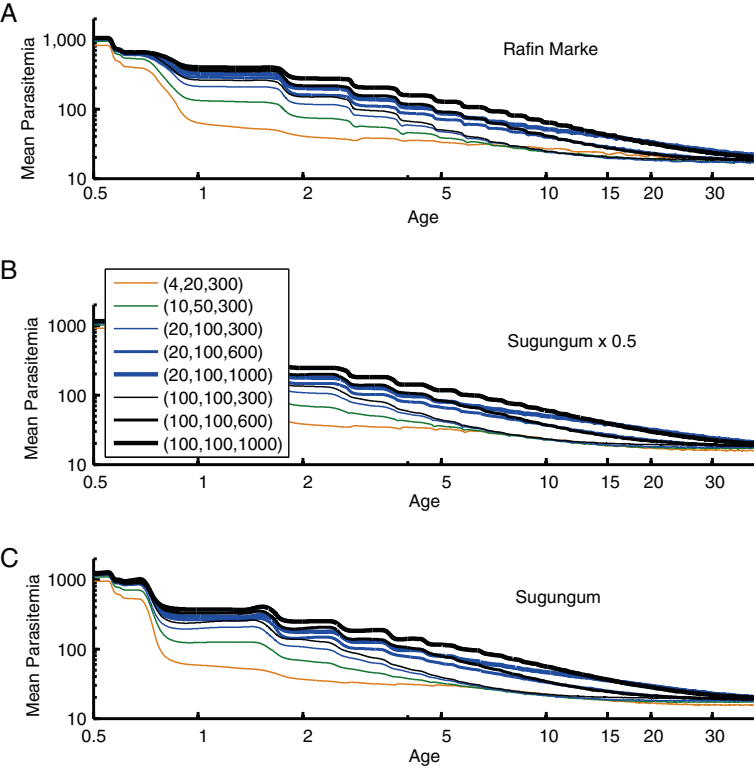 A
Rafin Marke
Mean Parasitemia
1,000
100
10
0.5 1 2 5 10 15 20 30
Age
B
Sugungum x 0.5
Mean Parasitemia
1000
100
10
(4,20,300)
(10,50,300)
(20,100,300)
(20,100,600)
(20,100,1000)
(100,100,300)
(100,100,600)
(100,100,1000)
0.5 1 2 5 10 15 20 30
Age
C
Sugungum
Mean Parasitemia
1000
100
10
0.5 1 2 5 10 15 20 30
Age